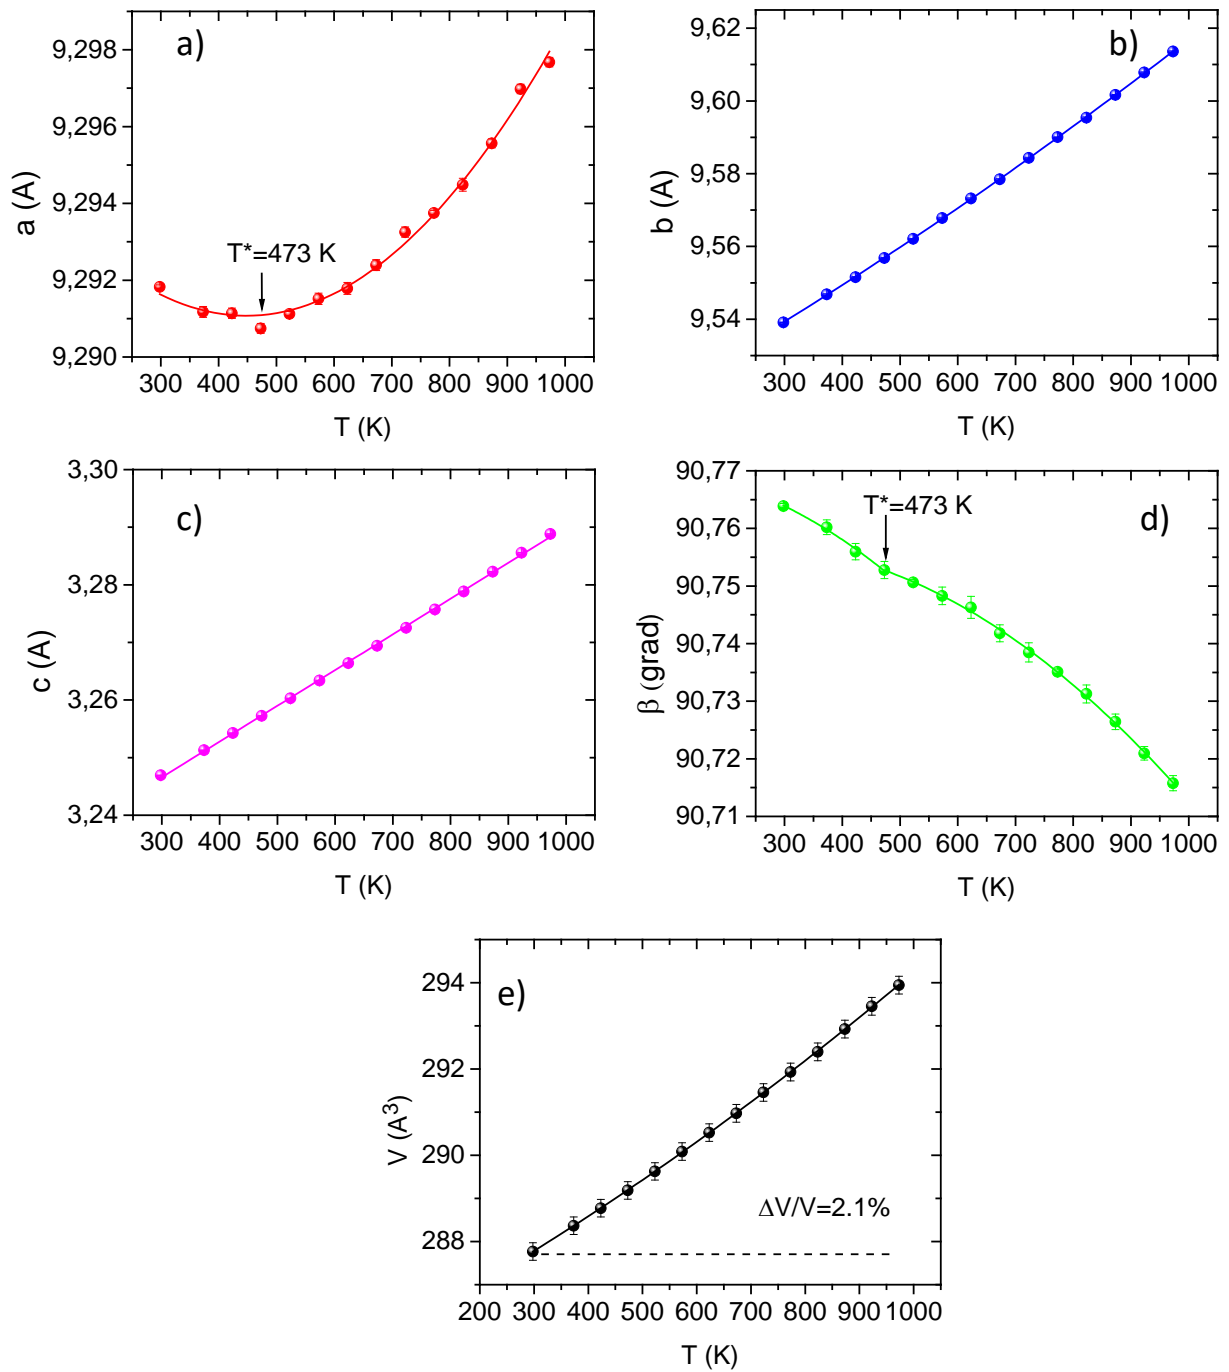 a)
9,298
9,296
9,294
9,292
9,290
a (A)
T*=473 K
300 400 500 600 700 800 900 1000
T (K)
b)
9,62
9,60
9,58
9,56
9,54
b (A)
300 400 500 600 700 800 900 1000
T (K)
c)
3,30
3,28
3,26
3,24
c (A)
300 400 500 600 700 800 900 1000
T (K)
d)
90,77
90,76
90,75
90,74
90,73
90,72
90,71
β (grad)
T*=473 K
300 400 500 600 700 800 900 1000
T (K)
e)
294
292
290
288
V (A³)
ΔV/V=2.1%
200 300 400 500 600 700 800 900 1000
T (K)